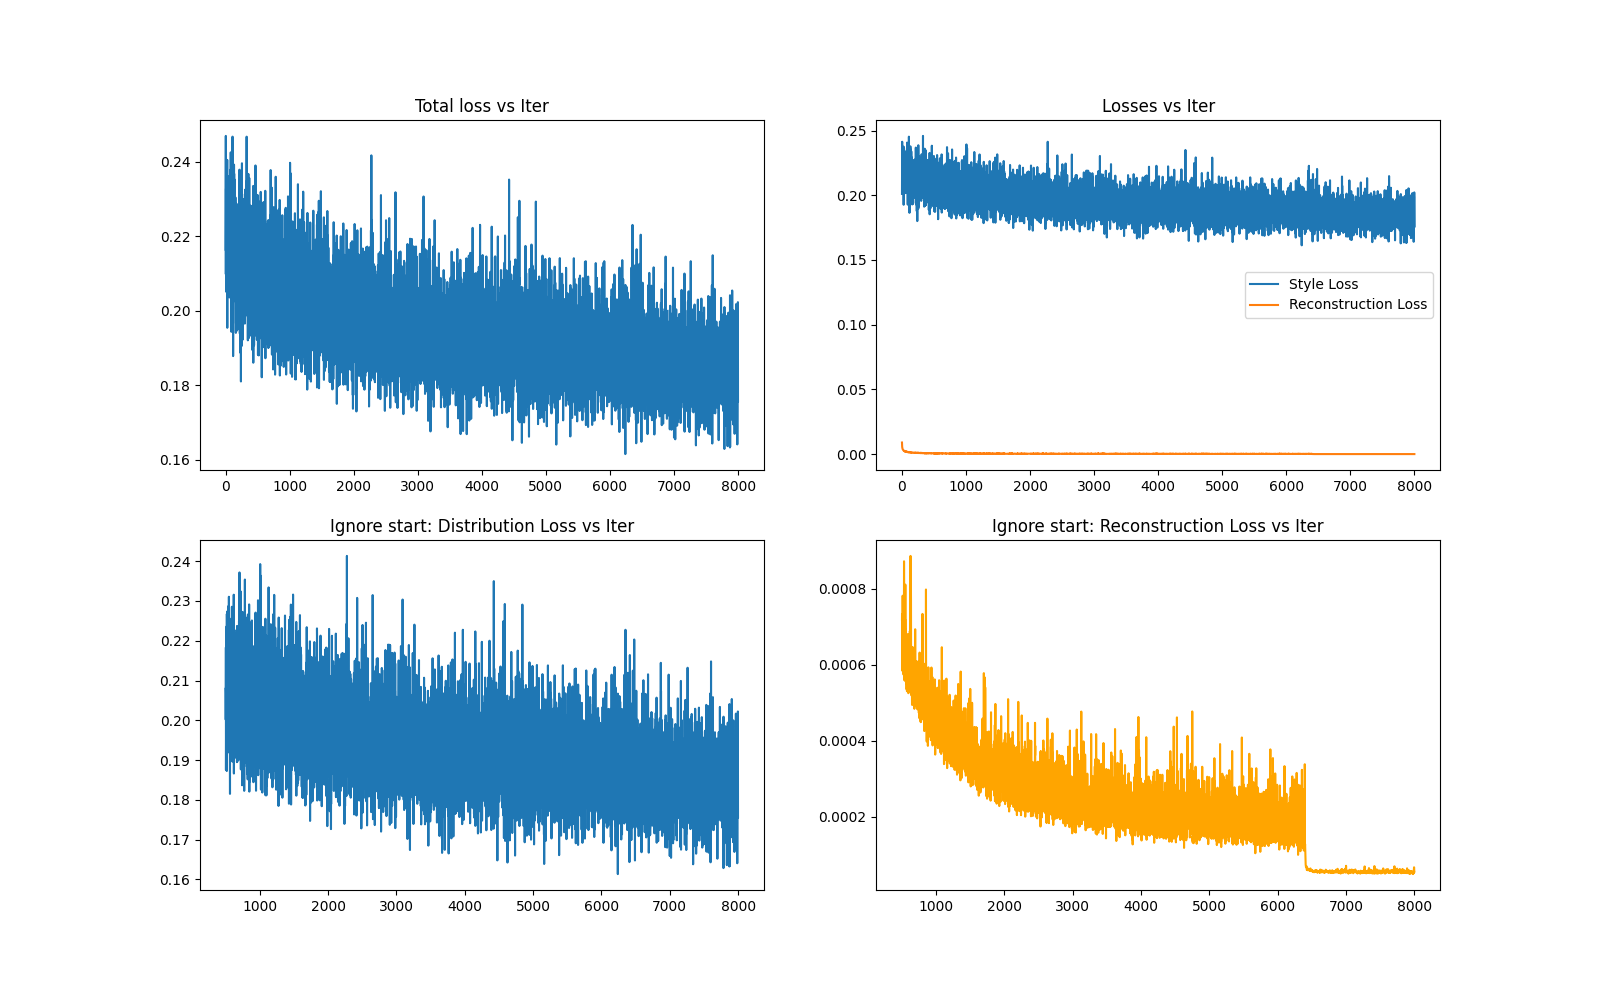 Total loss vs Iter
0.24
0.22
0.20
0.18
0.16
0 1000 2000 3000 4000 5000 6000 7000 8000
Losses vs Iter
0.25
0.20
0.15
0.10
0.05
0.00
Style Loss
Reconstruction Loss
0 1000 2000 3000 4000 5000 6000 7000 8000
Ignore start: Distribution Loss vs Iter
0.24
0.23
0.22
0.21
0.20
0.19
0.18
0.17
0.16
1000 2000 3000 4000 5000 6000 7000 8000
Ignore start: Reconstruction Loss vs Iter
0.0008
0.0006
0.0004
0.0002
1000 2000 3000 4000 5000 6000 7000 8000